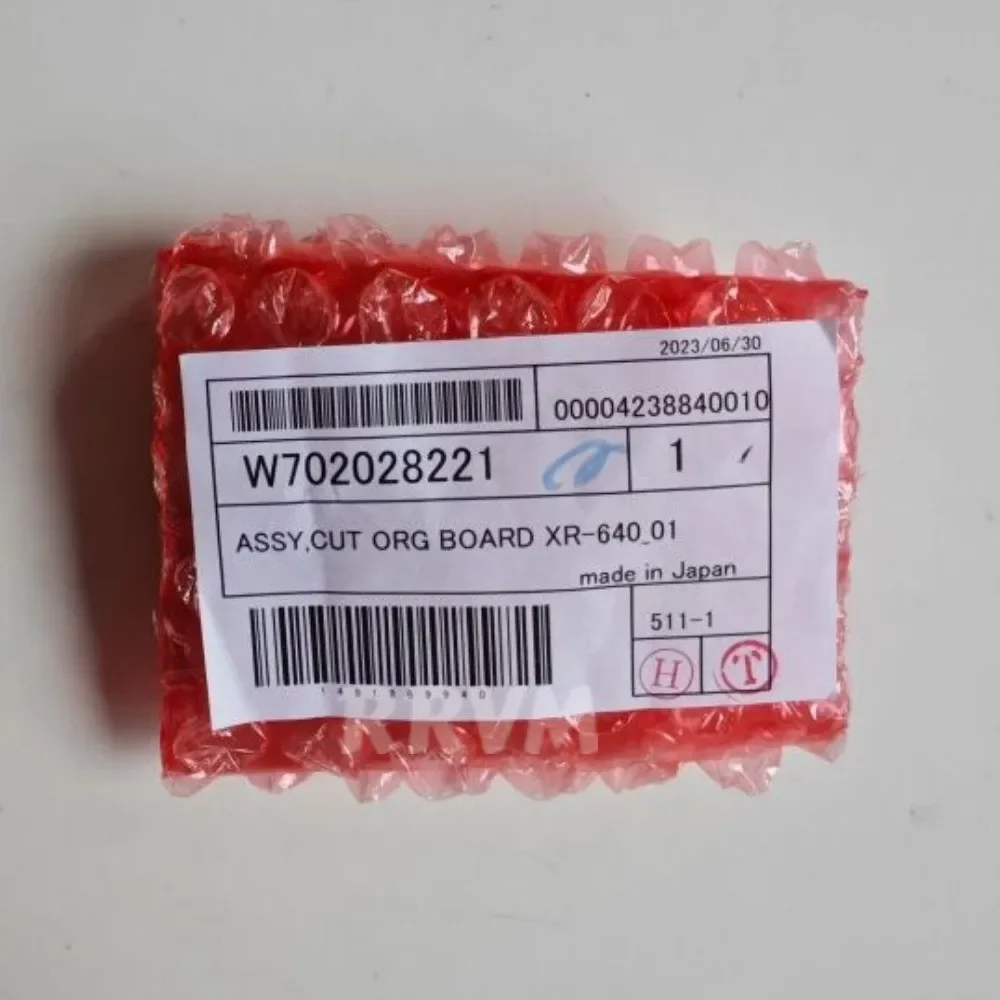 2023/06/30
00004238840010
W702028221
1
ASSY,CUT ORG BOARD XR-640_01
made in Japan
511-1
H
T
RRVM